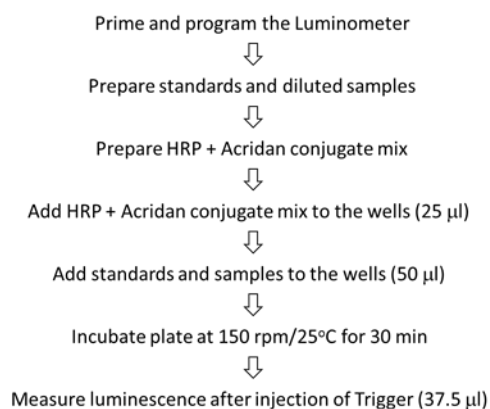 Prime and program the Luminometer
Prepare standards and diluted samples
Prepare HRP + Acridan conjugate mix
Add HRP + Acridan conjugate mix to the wells (25 μl)
Add standards and samples to the wells (50 μl)
Incubate plate at 150 rpm/25°C for 30 min
Measure luminescence after injection of Trigger (37.5 μl)